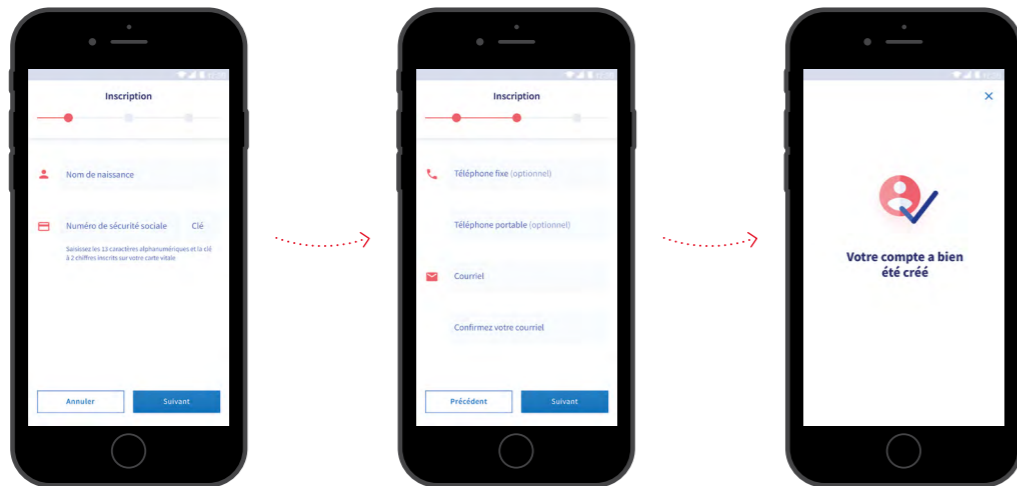 Inscription
Nom de naissance
Numéro de sécurité sociale Clé
Saisissez les 13 caractères alphanumériques et la clé
à 2 chiffres inscrits sur votre carte vitale
Annuler Suivant
Inscription
Téléphone fixe (optionnel)
Téléphone portable (optionnel)
Courriel
Confirmez votre courriel
Précédent Suivant
Votre compte a bien
été créé